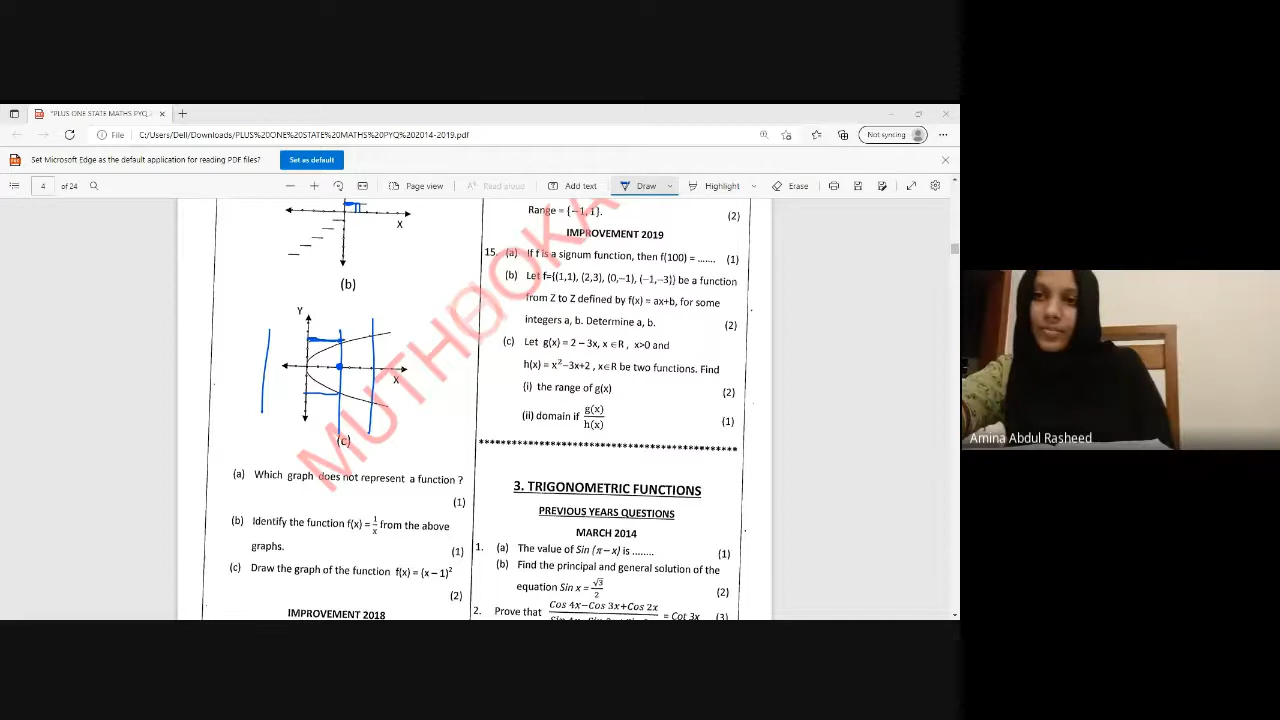 "PLUS ONE STATE MATHS PYQ
File
C:/Users/Dell/Downloads/PLUS%20ONE%20STATE%20MATHS%20PYQ%202014-2019.pdf
Not syncing
Set Microsoft Edge as the default application for reading PDF files?
Set as default
4 of 24
Page view
Read aloud
Add text
Draw
Highlight
Erase
X
(b)
Y
X
(c)
(a) Which graph does not represent a function ?
(1)
(b) Identify the function f(x) = 1/x from the above
graphs.
(1)
(c) Draw the graph of the function f(x) = (x – 1)²
(2)
IMPROVEMENT 2018
Range = {–1, 1}.
(2)
IMPROVEMENT 2019
15. (a) If f is a signum function, then f(100) = ....... (1)
(b) Let f={(1,1), (2,3), (0,–1), (–1,–3)} be a function
from Z to Z defined by f(x) = ax+b, for some
integers a, b. Determine a, b. (2)
(c) Let g(x) = 2 – 3x, x ∈R , x>0 and
h(x) = x²–3x+2 , x∈R be two functions. Find
(i) the range of g(x) (2)
(ii) domain if g(x)/h(x) (1)
*************************************************
3. TRIGONOMETRIC FUNCTIONS
PREVIOUS YEARS QUESTIONS
MARCH 2014
1. (a) The value of Sin (π – x) is ........ (1)
(b) Find the principal and general solution of the
equation Sin x = √3/2 (2)
2. Prove that Cos 4x–Cos 3x+Cos 2x = Cot 3x (3)
MUTHOOKA
Amina Abdul Rasheed